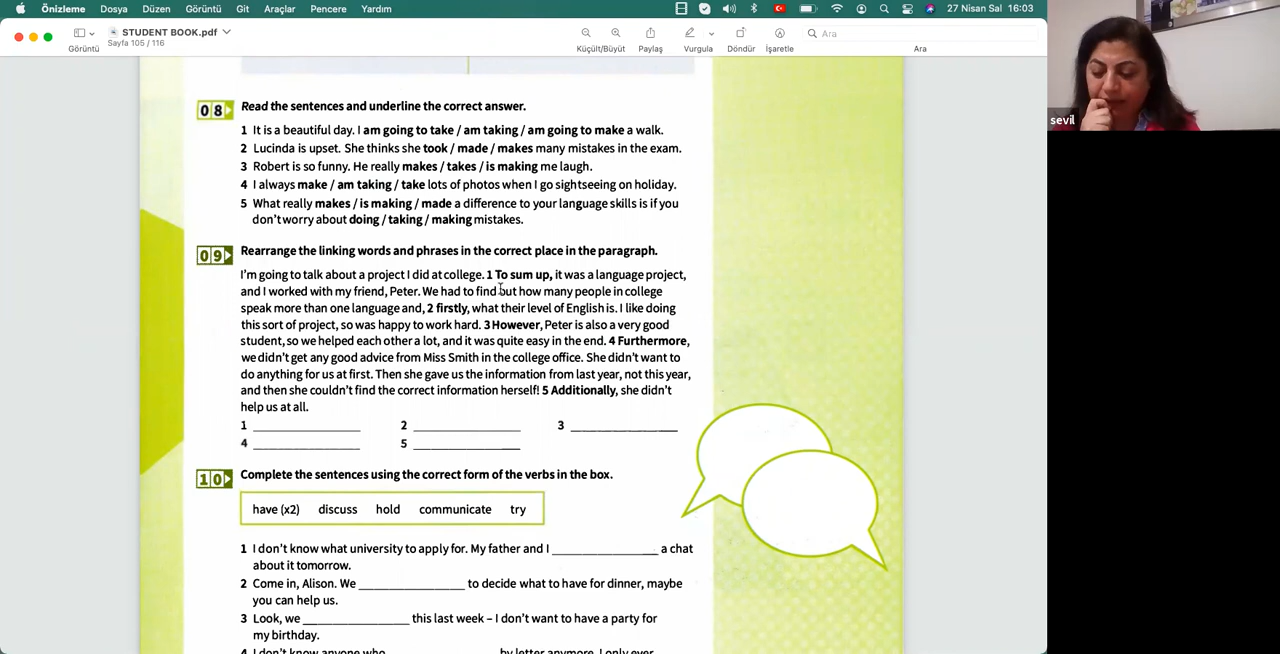 Önizleme Dosya Düzen Görüntü Git Araçlar Pencere Yardım 27 Nisan Sal 16:03
STUDENT BOOK.pdf
Sayfa 105 / 116
Görüntü Küçült/Büyüt Paylaş Vurgula Döndür İşaretle Ara
Ara
sevil
08 Read the sentences and underline the correct answer.
1 It is a beautiful day. I am going to take / am taking / am going to make a walk.
2 Lucinda is upset. She thinks she took / made / makes many mistakes in the exam.
3 Robert is so funny. He really makes / takes / is making me laugh.
4 I always make / am taking / take lots of photos when I go sightseeing on holiday.
5 What really makes / is making / made a difference to your language skills is if you
don't worry about doing / taking / making mistakes.
09 Rearrange the linking words and phrases in the correct place in the paragraph.
I'm going to talk about a project I did at college. 1 To sum up, it was a language project,
and I worked with my friend, Peter. We had to find out how many people in college
speak more than one language and, 2 firstly, what their level of English is. I like doing
this sort of project, so was happy to work hard. 3 However, Peter is also a very good
student, so we helped each other a lot, and it was quite easy in the end. 4 Furthermore,
we didn't get any good advice from Miss Smith in the college office. She didn't want to
do anything for us at first. Then she gave us the information from last year, not this year,
and then she couldn't find the correct information herself! 5 Additionally, she didn't
help us at all.
1 ____________ 2 ____________ 3 ____________
4 ____________ 5 ____________
10 Complete the sentences using the correct form of the verbs in the box.
have (x2) discuss hold communicate try
1 I don't know what university to apply for. My father and I ____________ a chat
about it tomorrow.
2 Come in, Alison. We ____________ to decide what to have for dinner, maybe
you can help us.
3 Look, we ____________ this last week – I don't want to have a party for
my birthday.
4 I don't know anyone who ____________ by letter anymore. I only ever